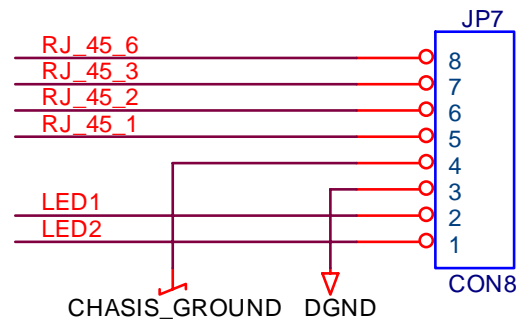 JP7
RJ_45_6 8
RJ_45_3 7
RJ_45_2 6
RJ_45_1 5
4
3
LED1 2
LED2 1
CON8
CHASIS_GROUND DGND